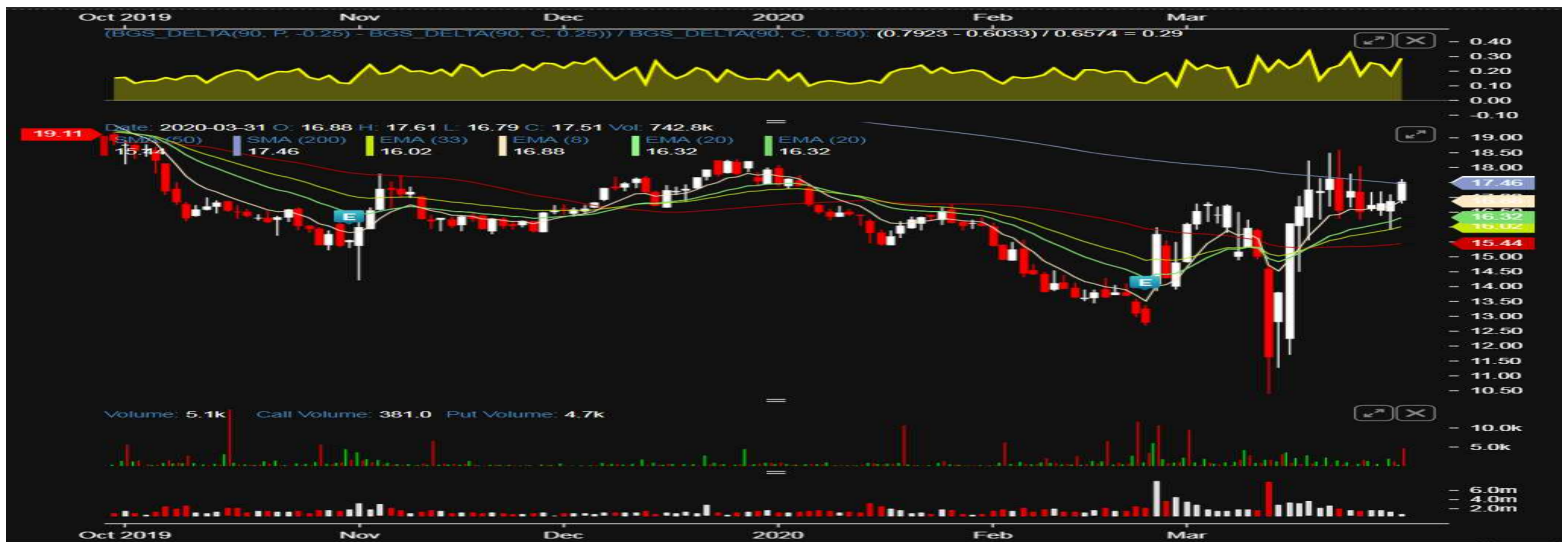 Oct 2019 Nov Dec 2020 Feb Mar
(BGS_DELTA(90, P, -0.25) - BGS_DELTA(90, C, 0.25)) / BGS_DELTA(90, C, 0.50): (0.7923 - 0.6033) / 0.6574 = 0.29
0.40
0.30
0.20
0.10
0.00
-0.10
19.11
Date: 2020-03-31 O: 16.88 H: 17.61 L: 16.79 C: 17.51 Vol: 742.8k
SMA (50) SMA (200) EMA (33) EMA (8) EMA (20) EMA (20)
15.44 17.46 16.02 16.88 16.32 16.32
19.00
18.50
18.00
17.46
16.32
16.02
15.44
15.00
14.50
14.00
13.50
13.00
12.50
12.00
11.50
11.00
10.50
E
E
Volume: 5.1k Call Volume: 381.0 Put Volume: 4.7k
10.0k
5.0k
6.0m
4.0m
2.0m
Oct 2019 Nov Dec 2020 Feb Mar